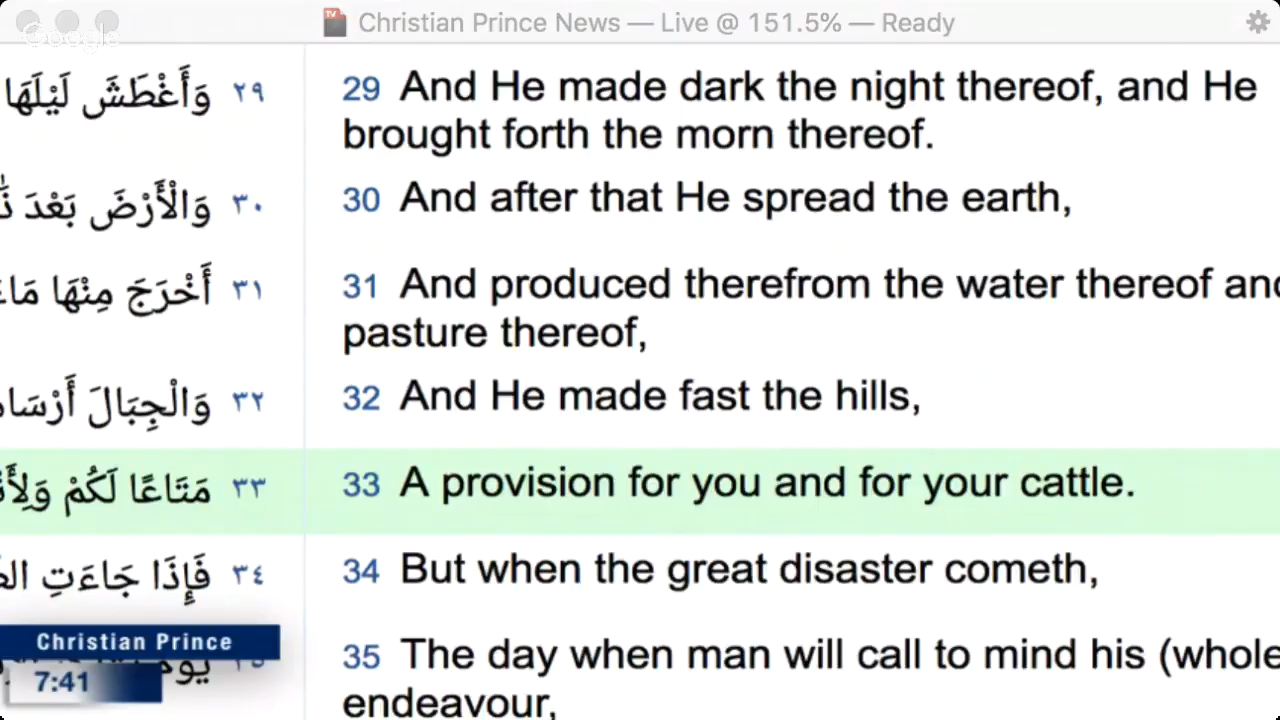 Christian Prince News — Live @ 151.5% — Ready
Google
٢٩ وَأَغْطَشَ لَيْلَهَا
29 And He made dark the night thereof, and He
brought forth the morn thereof.
٣٠ وَالْأَرْضَ بَعْدَ
30 And after that He spread the earth,
٣١ أَخْرَجَ مِنْهَا
31 And produced therefrom the water thereof and
pasture thereof,
٣٢ وَالْجِبَالَ
32 And He made fast the hills,
٣٣ مَتَاعًا لَكُمْ
33 A provision for you and for your cattle.
٣٤ فَإِذَا جَاءَتِ
34 But when the great disaster cometh,
35 The day when man will call to mind his (whole
endeavour,
Christian Prince
7:41